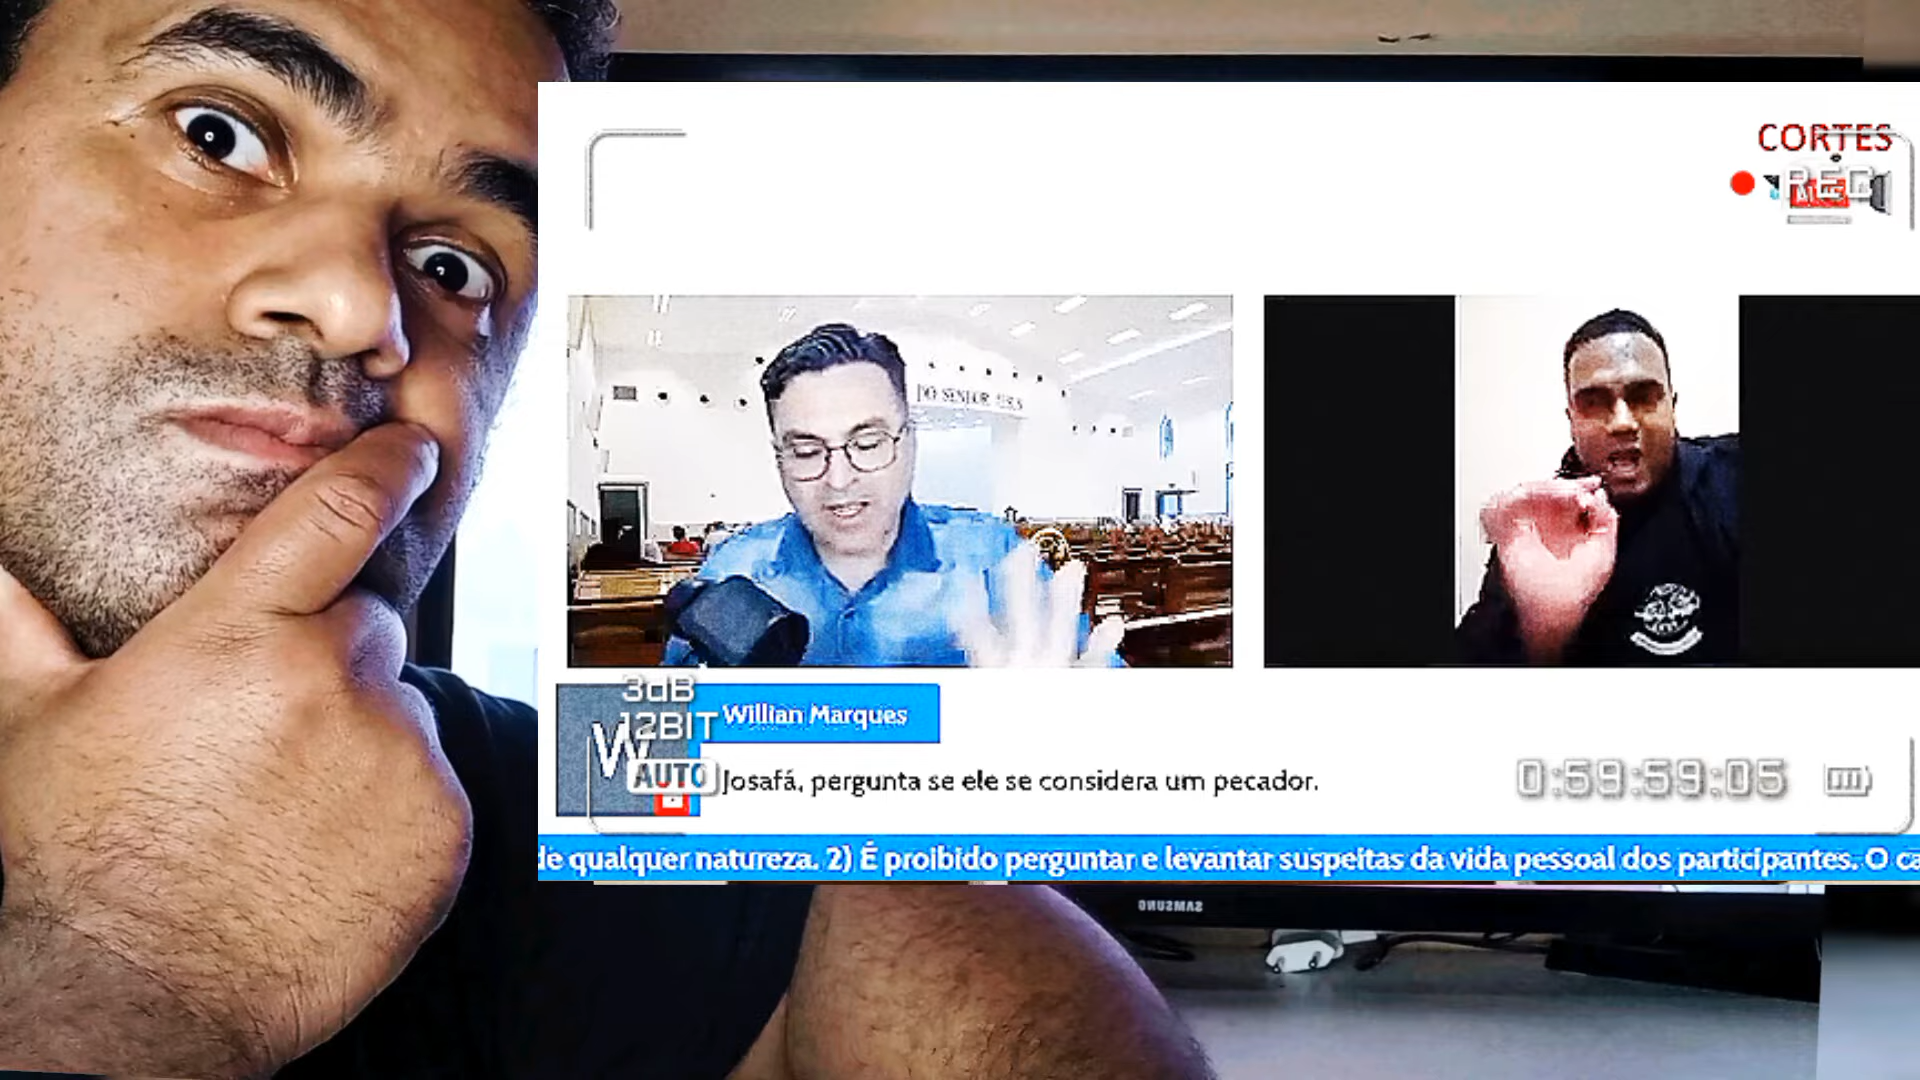 CORTES
REC
DO SENHOR JESUS
3dB
12BIT
Willian Marques
W
AUTO
Josafá, pergunta se ele se considera um pecador.
0:59:59:05
de qualquer natureza. 2) É proibido perguntar e levantar suspeitas da vida pessoal dos participantes. O ca
SAMSUNG